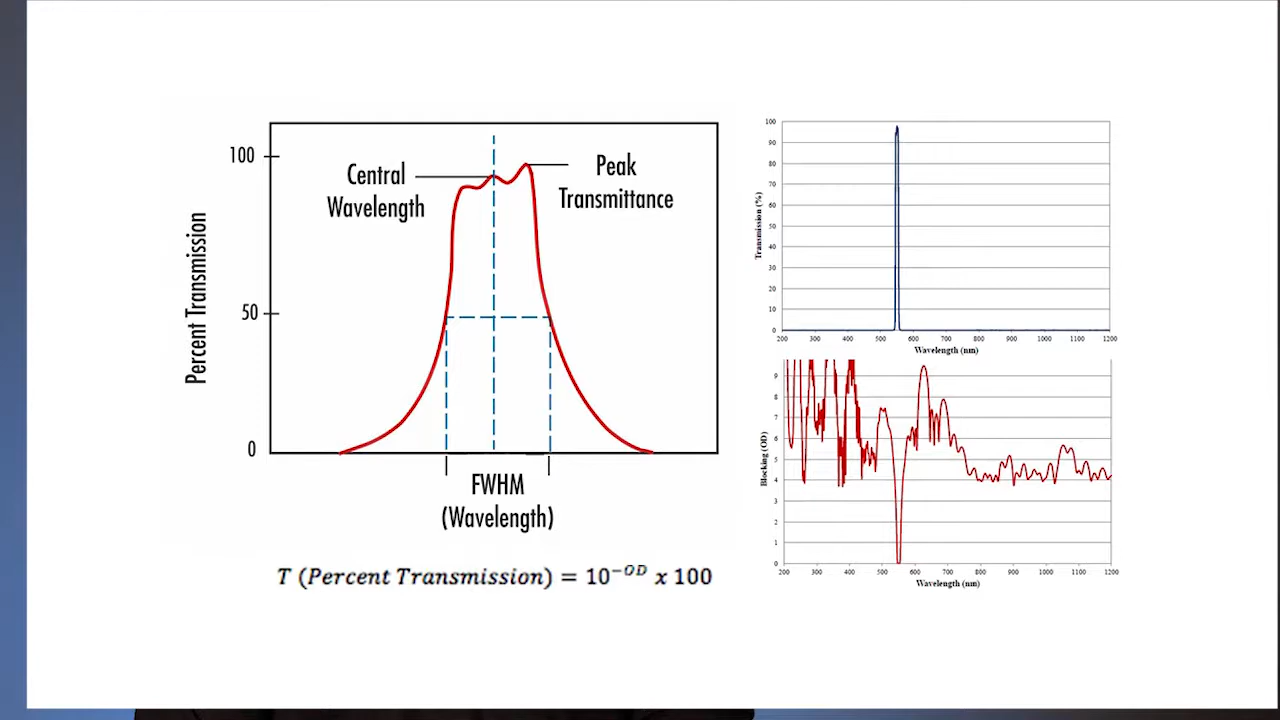 100
50
0
Percent Transmission
Central
Wavelength
Peak
Transmittance
FWHM
(Wavelength)
T (Percent Transmission) = 10⁻ᴼᴰ x 100
100
90
80
70
60
50
40
30
20
10
0
Transmission (%)
200 300 400 500 600 700 800 900 1000 1100 1200
Wavelength (nm)
9
8
7
6
5
4
3
2
1
0
Blocking (OD)
200 300 400 500 600 700 800 900 1000 1100 1200
Wavelength (nm)